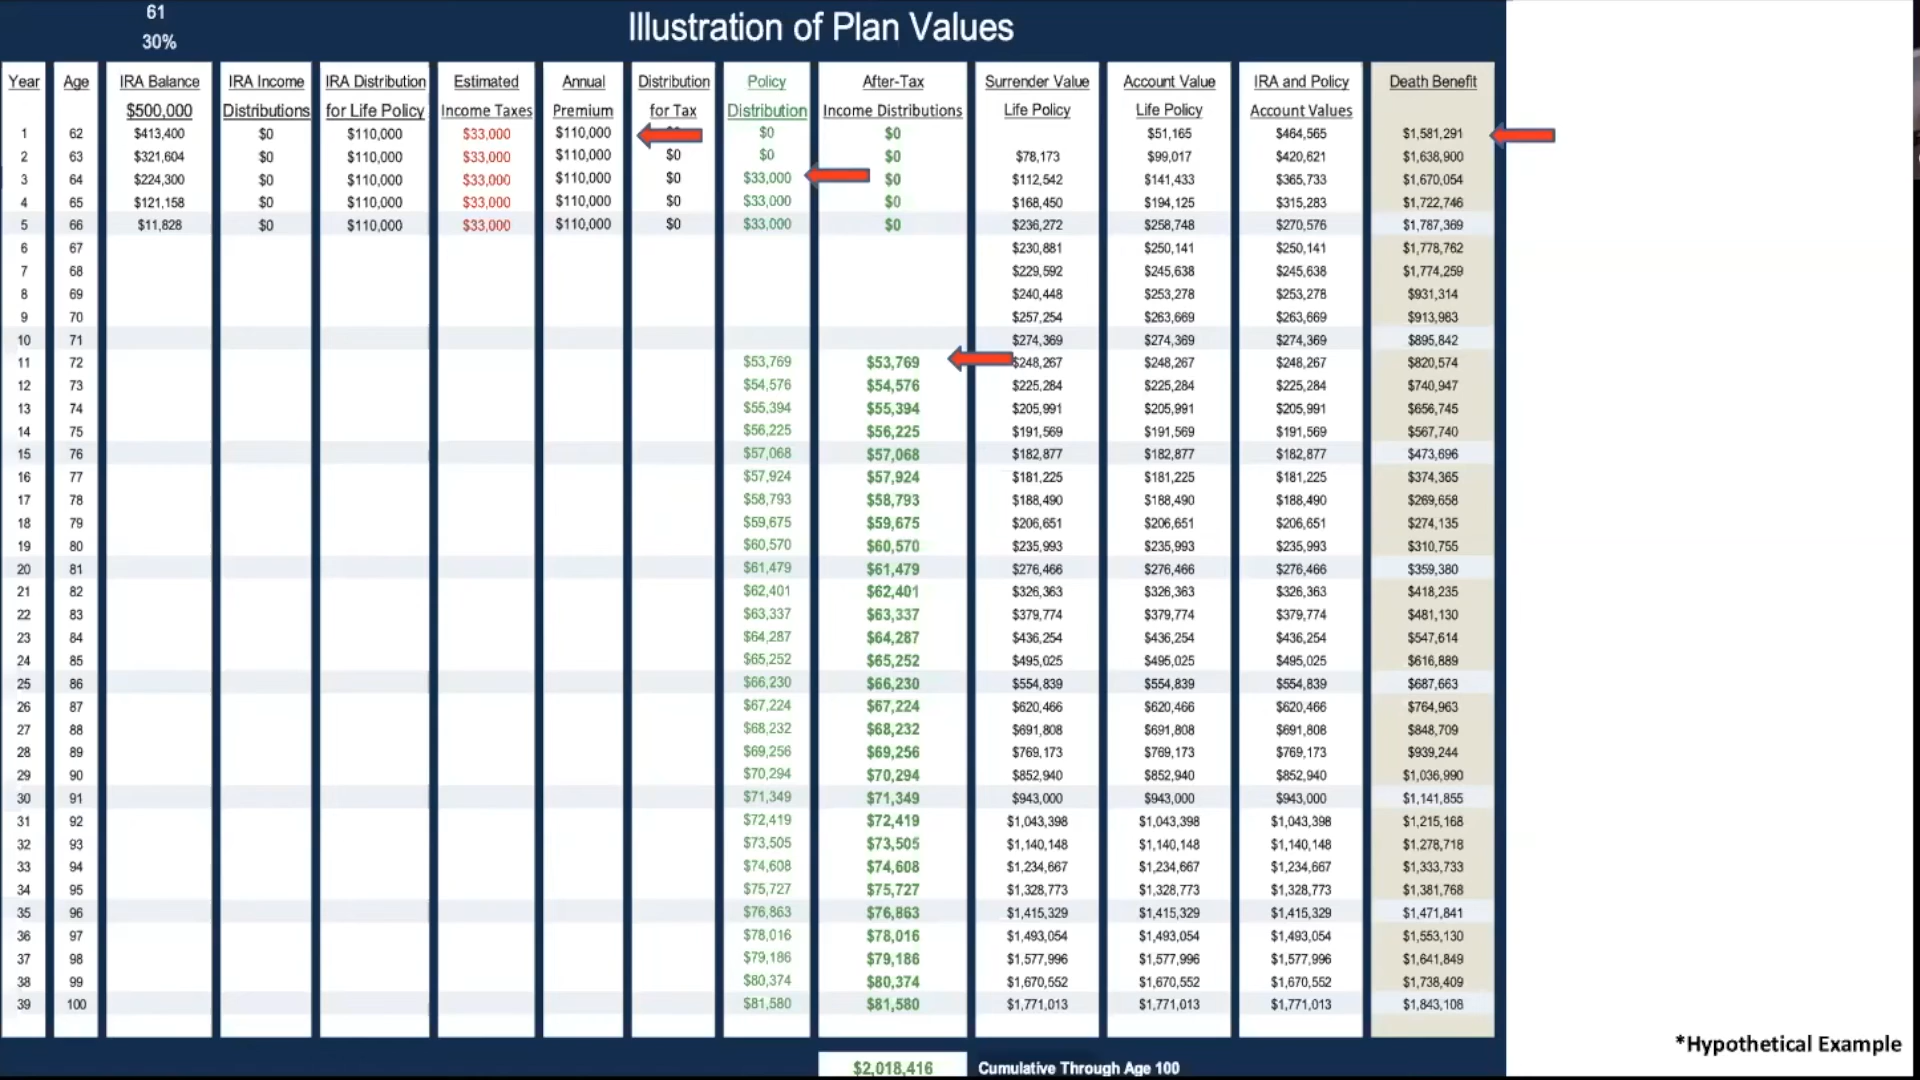 61
30%
Illustration of Plan Values
Year Age IRA Balance IRA Income IRA Distribution Estimated Annual Distribution Policy After-Tax Surrender Value Account Value IRA and Policy Death Benefit
$500,000 Distributions for Life Policy Income Taxes Premium for Tax Distribution Income Distributions Life Policy Life Policy Account Values
1 62 $413,400 $0 $110,000 $33,000 $110,000 $0 $0 $51,165 $464,565 $1,581,291
2 63 $321,604 $0 $110,000 $33,000 $110,000 $0 $0 $0 $78,173 $99,017 $420,621 $1,638,900
3 64 $224,300 $0 $110,000 $33,000 $110,000 $0 $33,000 $0 $112,542 $141,433 $365,733 $1,670,054
4 65 $121,158 $0 $110,000 $33,000 $110,000 $0 $33,000 $0 $168,450 $194,125 $315,283 $1,722,746
5 66 $11,828 $0 $110,000 $33,000 $110,000 $0 $33,000 $0 $236,272 $258,748 $270,576 $1,787,369
6 67 $230,881 $250,141 $250,141 $1,778,762
7 68 $229,592 $245,638 $245,638 $1,774,259
8 69 $240,448 $253,278 $253,278 $931,314
9 70 $257,254 $263,669 $263,669 $913,983
10 71 $274,369 $274,369 $274,369 $895,842
11 72 $53,769 $53,769 $248,267 $248,267 $248,267 $820,574
12 73 $54,576 $54,576 $225,284 $225,284 $225,284 $740,947
13 74 $55,394 $55,394 $205,991 $205,991 $205,991 $656,745
14 75 $56,225 $56,225 $191,569 $191,569 $191,569 $567,740
15 76 $57,068 $57,068 $182,877 $182,877 $182,877 $473,696
16 77 $57,924 $57,924 $181,225 $181,225 $181,225 $374,365
17 78 $58,793 $58,793 $188,490 $188,490 $188,490 $269,658
18 79 $59,675 $59,675 $206,651 $206,651 $206,651 $274,135
19 80 $60,570 $60,570 $235,993 $235,993 $235,993 $310,755
20 81 $61,479 $61,479 $276,466 $276,466 $276,466 $359,380
21 82 $62,401 $62,401 $326,363 $326,363 $326,363 $418,235
22 83 $63,337 $63,337 $379,774 $379,774 $379,774 $481,130
23 84 $64,287 $64,287 $436,254 $436,254 $436,254 $547,614
24 85 $65,252 $65,252 $495,025 $495,025 $495,025 $616,889
25 86 $66,230 $66,230 $554,839 $554,839 $554,839 $687,663
26 87 $67,224 $67,224 $620,466 $620,466 $620,466 $764,963
27 88 $68,232 $68,232 $691,808 $691,808 $691,808 $848,709
28 89 $69,256 $69,256 $769,173 $769,173 $769,173 $939,244
29 90 $70,294 $70,294 $852,940 $852,940 $852,940 $1,036,990
30 91 $71,349 $71,349 $943,000 $943,000 $943,000 $1,141,855
31 92 $72,419 $72,419 $1,043,398 $1,043,398 $1,043,398 $1,215,168
32 93 $73,505 $73,505 $1,140,148 $1,140,148 $1,140,148 $1,278,718
33 94 $74,608 $74,608 $1,234,667 $1,234,667 $1,234,667 $1,333,733
34 95 $75,727 $75,727 $1,328,773 $1,328,773 $1,328,773 $1,381,768
35 96 $76,863 $76,863 $1,415,329 $1,415,329 $1,415,329 $1,471,841
36 97 $78,016 $78,016 $1,493,054 $1,493,054 $1,493,054 $1,553,130
37 98 $79,186 $79,186 $1,577,996 $1,577,996 $1,577,996 $1,641,849
38 99 $80,374 $80,374 $1,670,552 $1,670,552 $1,670,552 $1,738,409
39 100 $81,580 $81,580 $1,771,013 $1,771,013 $1,771,013 $1,843,108
$2,018,416 Cumulative Through Age 100
*Hypothetical Example